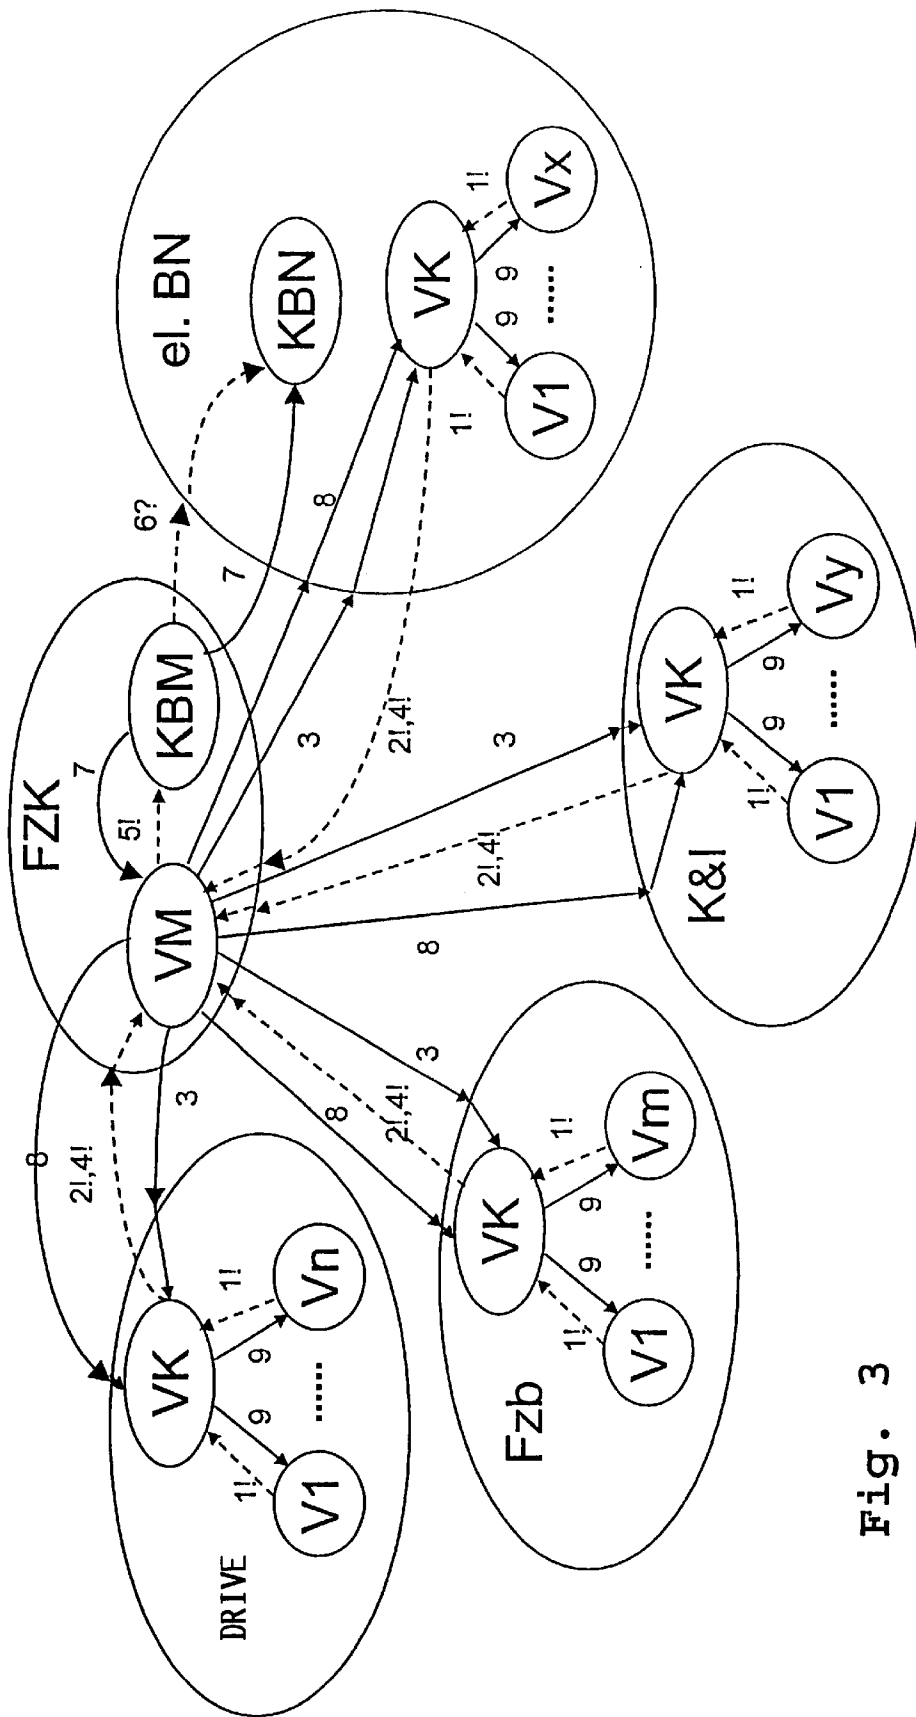 FZK
el. BN
8
7
6?
VM
5!
KBM
KBN
7
2!,4!
3
8
DRIVE
VK
1!
9
9
1!
V1
......
Vn
3
2!,4!
VK
1!
9
9
1!
V1
......
Vx
8
2!,4!
3
8
2!,4!
3
Fzb
VK
1!
9
9
1!
V1
......
Vm
K&I
VK
1!
9
9
1!
V1
......
Vy
Fig. 3